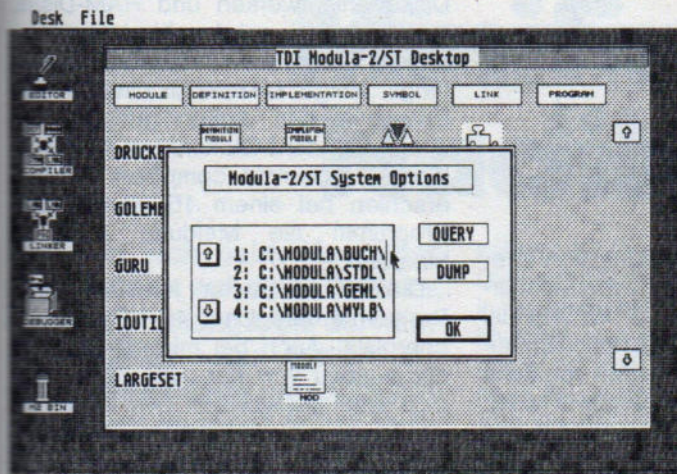 Desk File
TDI Modula-2/ST Desktop
EDITOR
MODULE DEFINITION IMPLEMENTATION SYMBOL LINK PROGRAM
COMPILER
DRUCKE
Modula-2/ST System Options
LINKER
GOLEME
QUERY
1: C:\MODULA\BUCH\
2: C:\MODULA\STDL\
3: C:\MODULA\GEML\
4: C:\MODULA\MYLB\
GURU
DUMP
DEBUGGER
IOUTIL
OK
LARGESET
MODULE
MOD
M2 BIN